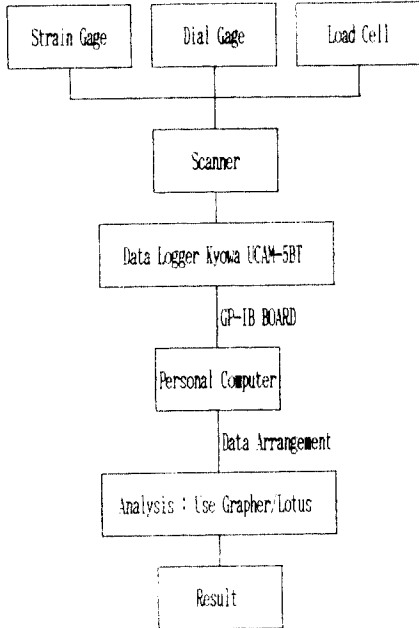 Strain Gage
Dial Gage
Load Cell
Scanner
Data Logger Kyowa UCAM-5BT
GP-IB BOARD
Personal Computer
Data Arrangement
Analysis : Use Grapher/Lotus
Result